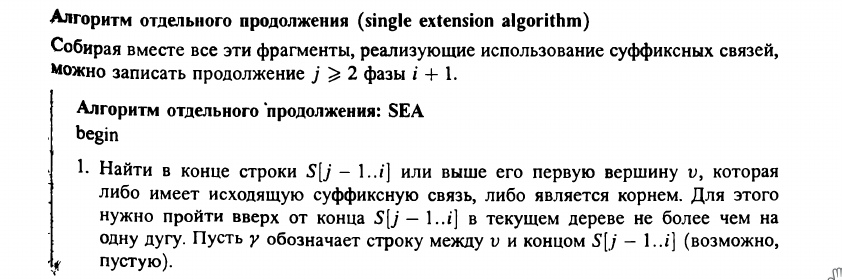 Алгоритм отдельного продолжения (single extension algorithm)
Собирая вместе все эти фрагменты, реализующие использование суффиксных связей,
можно записать продолжение j ⩾ 2 фазы i + 1.
Алгоритм отдельного продолжения: SEA
begin
1. Найти в конце строки S[j − 1..i] или выше его первую вершину v, которая
либо имеет исходящую суффиксную связь, либо является корнем. Для этого
нужно пройти вверх от конца S[j − 1..i] в текущем дереве не более чем на
одну дугу. Пусть γ обозначает строку между v и концом S[j − 1..i] (возможно,
пустую).